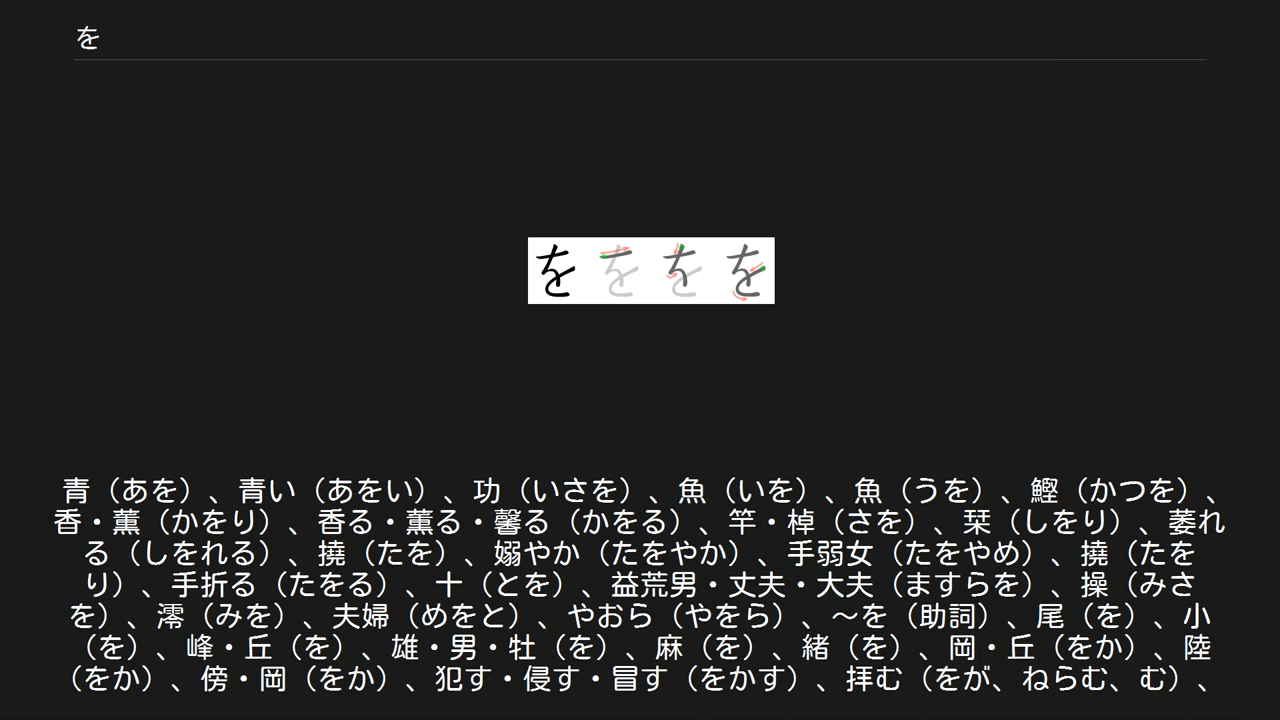 を
を を を を
青（あを）、青い（あをい）、功（いさを）、魚（いを）、魚（うを）、鰹（かつを）、
香・薫（かをり）、香る・薫る・馨る（かをる）、竿・棹（さを）、栞（しをり）、萎れ
る（しをれる）、撓（たを）、嫋やか（たをやか）、手弱女（たをやめ）、撓（たを
り）、手折る（たをる）、十（とを）、益荒男・丈夫・大夫（ますらを）、操（みさ
を）、澪（みを）、夫婦（めをと）、やおら（やをら）、～を（助詞）、尾（を）、小
（を）、峰・丘（を）、雄・男・牡（を）、麻（を）、緒（を）、岡・丘（をか）、陸
（をか）、傍・岡（をか）、犯す・侵す・冒す（をかす）、拝む（をが、ねらむ、む）、